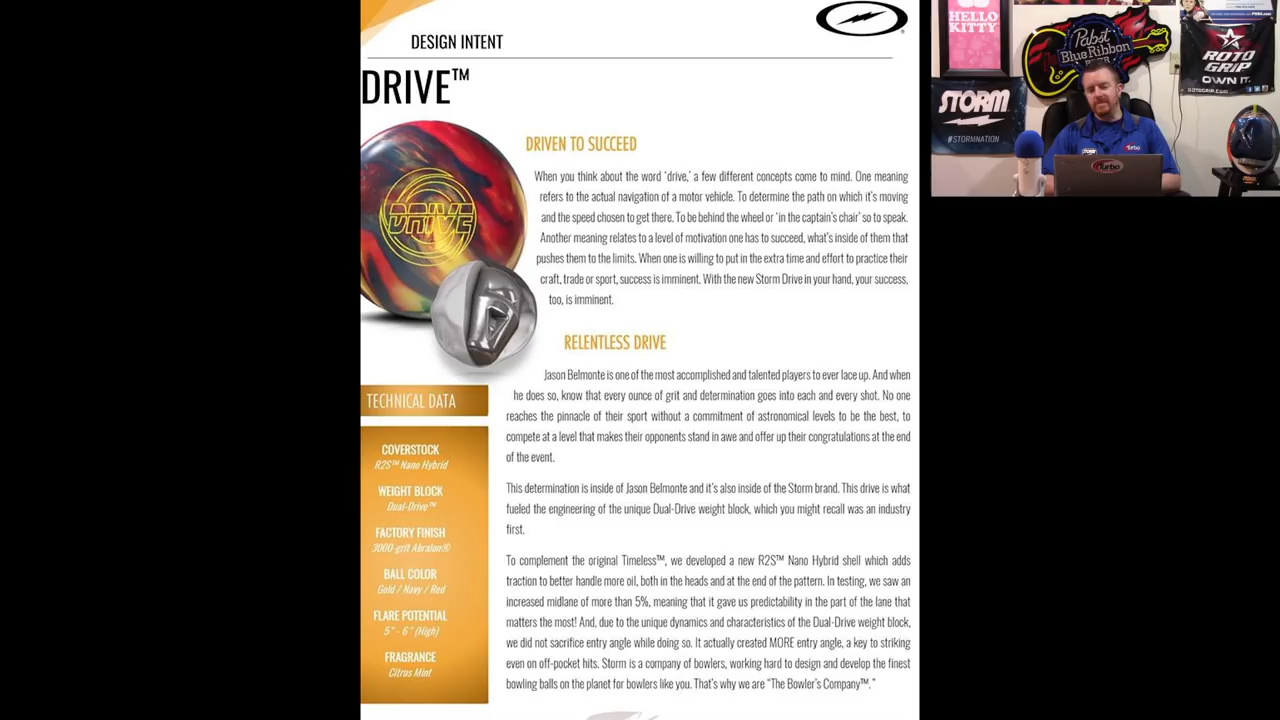 DESIGN INTENT
DRIVE™
DRIVE
DRIVEN TO SUCCEED
When you think about the word ‘drive,’ a few different concepts come to mind. One meaning
refers to the actual navigation of a motor vehicle. To determine the path on which it’s moving
and the speed chosen to get there. To be behind the wheel or ‘in the captain’s chair’ so to speak.
Another meaning relates to a level of motivation one has to succeed, what’s inside of them that
pushes them to the limits. When one is willing to put in the extra time and effort to practice their
craft, trade or sport, success is imminent. With the new Storm Drive in your hand, your success,
too, is imminent.
RELENTLESS DRIVE
Jason Belmonte is one of the most accomplished and talented players to ever lace up. And when
he does so, know that every ounce of grit and determination goes into each and every shot. No one
reaches the pinnacle of their sport without a commitment of astronomical levels to be the best, to
compete at a level that makes their opponents stand in awe and offer up their congratulations at the end
of the event.
This determination is inside of Jason Belmonte and it’s also inside of the Storm brand. This drive is what
fueled the engineering of the unique Dual-Drive weight block, which you might recall was an industry
first.
To complement the original Timeless™, we developed a new R2S™ Nano Hybrid shell which adds
traction to better handle more oil, both in the heads and at the end of the pattern. In testing, we saw an
increased midlane of more than 5%, meaning that it gave us predictability in the part of the lane that
matters the most! And, due to the unique dynamics and characteristics of the Dual-Drive weight block,
we did not sacrifice entry angle while doing so. It actually created MORE entry angle, a key to striking
even on off-pocket hits. Storm is a company of bowlers, working hard to design and develop the finest
bowling balls on the planet for bowlers like you. That’s why we are “The Bowler’s Company™.”
TECHNICAL DATA
COVERSTOCK
R2S™ Nano Hybrid
WEIGHT BLOCK
Dual-Drive™
FACTORY FINISH
3000-grit Abralon®
BALL COLOR
Gold / Navy / Red
FLARE POTENTIAL
5" - 6" (High)
FRAGRANCE
Citrus Mint
HELLO
KITTY
Pabst
Blue Ribbon
BEER
ROTO
GRIP
OWN IT.
ROTOGRIP.COM
STORM
#STORMNATION
Turbo
Turbo